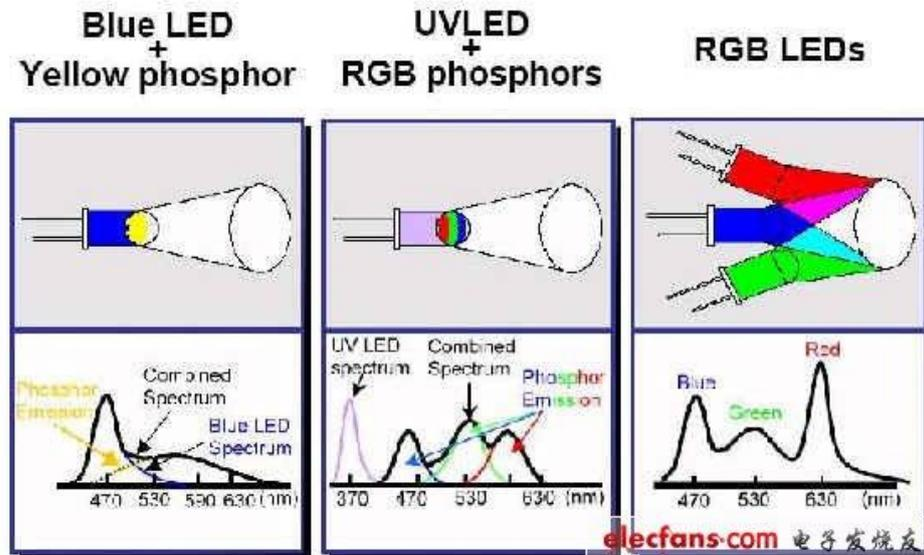 Blue LED
+
Yellow phosphor
UVLED
+
RGB phosphors
RGB LEDs
Phosphor
Emission
Combined
Spectrum
Blue LED
Spectrum
470 530 590 630 (nm)
UV LED
spectrum
Combined
Spectrum
Phosphor
Emission
370 470 530 630 (nm)
Blue
Green
Red
470 530 630 (nm)
elecfans·com 电子发烧友